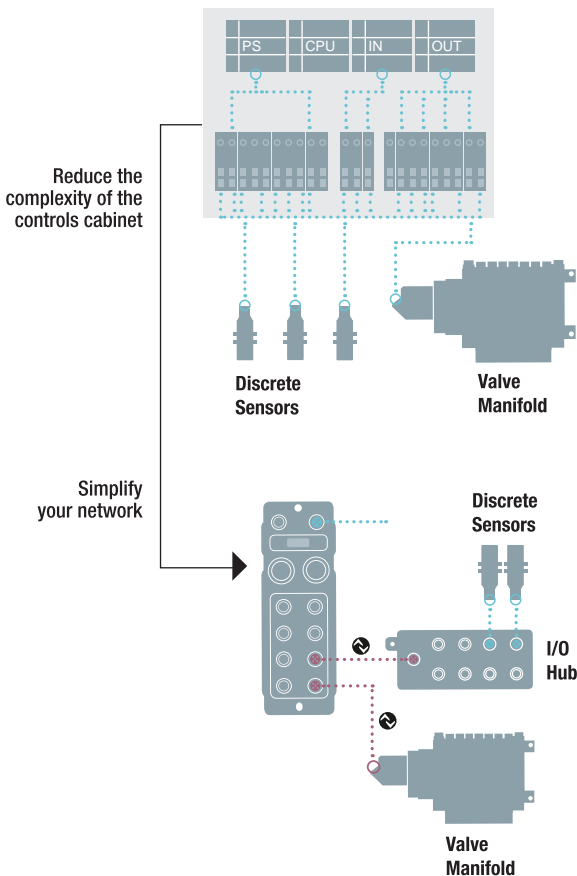 PS CPU IN OUT
Reduce the
complexity of the
controls cabinet
Discrete
Sensors
Valve
Manifold
Simplify
your network
Discrete
Sensors
I/O
Hub
Valve
Manifold